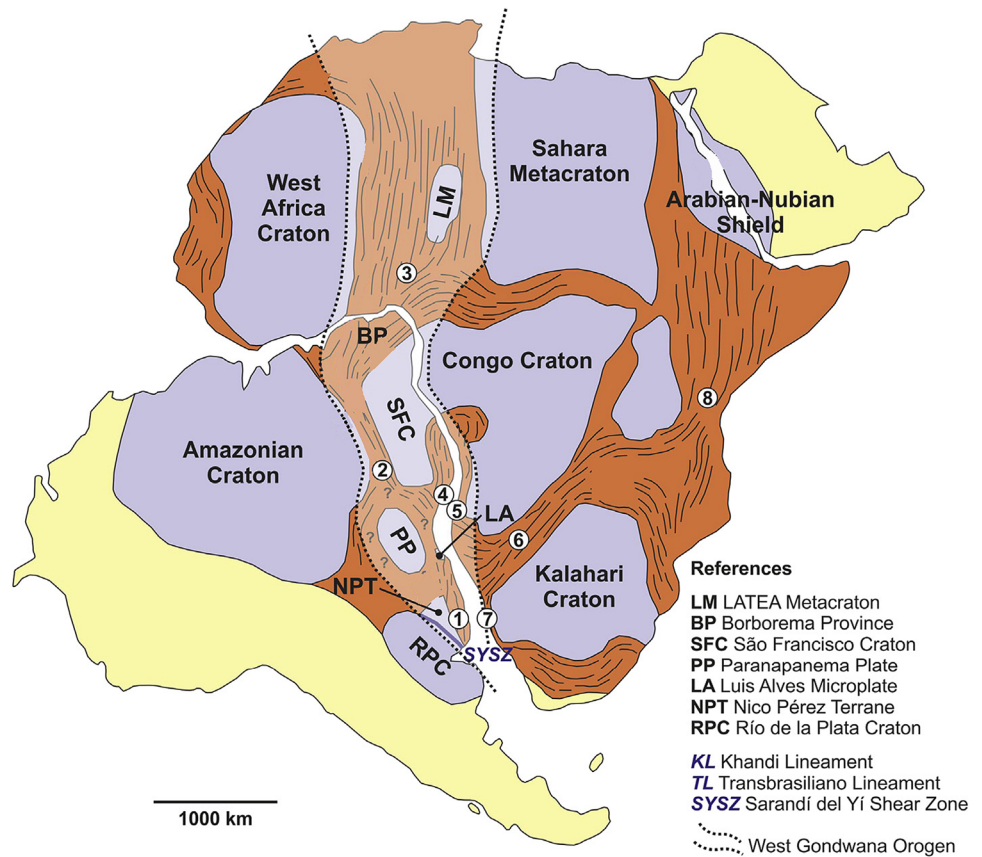 West
Africa
Craton
Sahara
Metacraton
Arabian-Nubian
Shield
LM
3
BP
Congo Craton
SFC
8
Amazonian
Craton
2
?
4
5
LA
?
?
PP
6
?
?
NPT
Kalahari
Craton
1
7
RPC
SYSZ
1000 km
References
LM LATEA Metacraton
BP Borborema Province
SFC São Francisco Craton
PP Paranapanema Plate
LA Luis Alves Microplate
NPT Nico Pérez Terrane
RPC Río de la Plata Craton
KL Khandi Lineament
TL Transbrasiliano Lineament
SYSZ Sarandí del Yí Shear Zone
West Gondwana Orogen